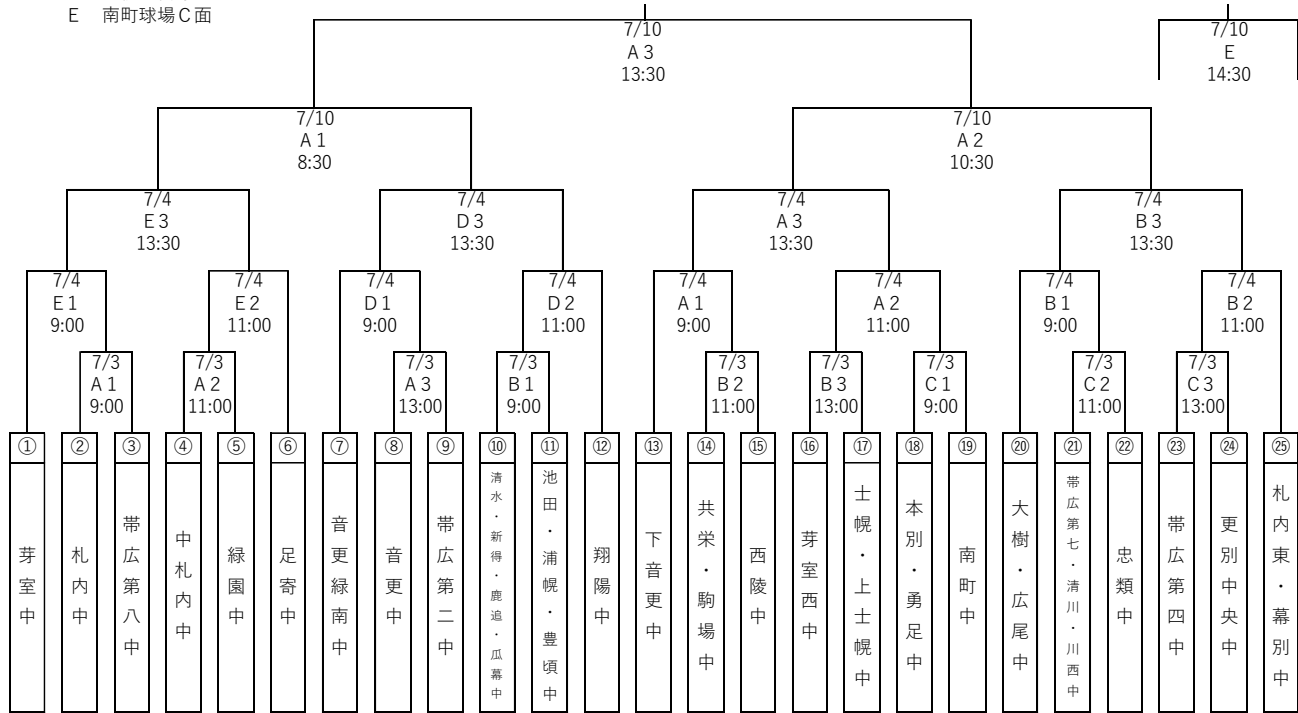 E 南町球場C面
7/10
A3
13:30
7/10
E
14:30
7/10
A1
8:30
7/10
A2
10:30
7/4
E3
13:30
7/4
D3
13:30
7/4
A3
13:30
7/4
B3
13:30
7/4
E1
9:00
7/4
E2
11:00
7/4
D1
9:00
7/4
D2
11:00
7/4
A1
9:00
7/4
A2
11:00
7/4
B1
9:00
7/4
B2
11:00
7/3
A1
9:00
7/3
A2
11:00
7/3
A3
13:00
7/3
B1
9:00
7/3
B2
11:00
7/3
B3
13:00
7/3
C1
9:00
7/3
C2
11:00
7/3
C3
13:00
① 芽室中
② 札内中
③ 帯広第八中
④ 中札内中
⑤ 緑園中
⑥ 足寄中
⑦ 音更緑南中
⑧ 音更中
⑨ 帯広第二中
⑩ 清水・新得・鹿追・瓜幕中
⑪ 池田・浦幌・豊頃中
⑫ 翔陽中
⑬ 下音更中
⑭ 共栄・駒場中
⑮ 西陵中
⑯ 芽室西中
⑰ 士幌・上士幌中
⑱ 本別・勇足中
⑲ 南町中
⑳ 大樹・広尾中
㉑ 帯広第七・清川・川西中
㉒ 忠類中
㉓ 帯広第四中
㉔ 更別中央中
㉕ 札内東・幕別中